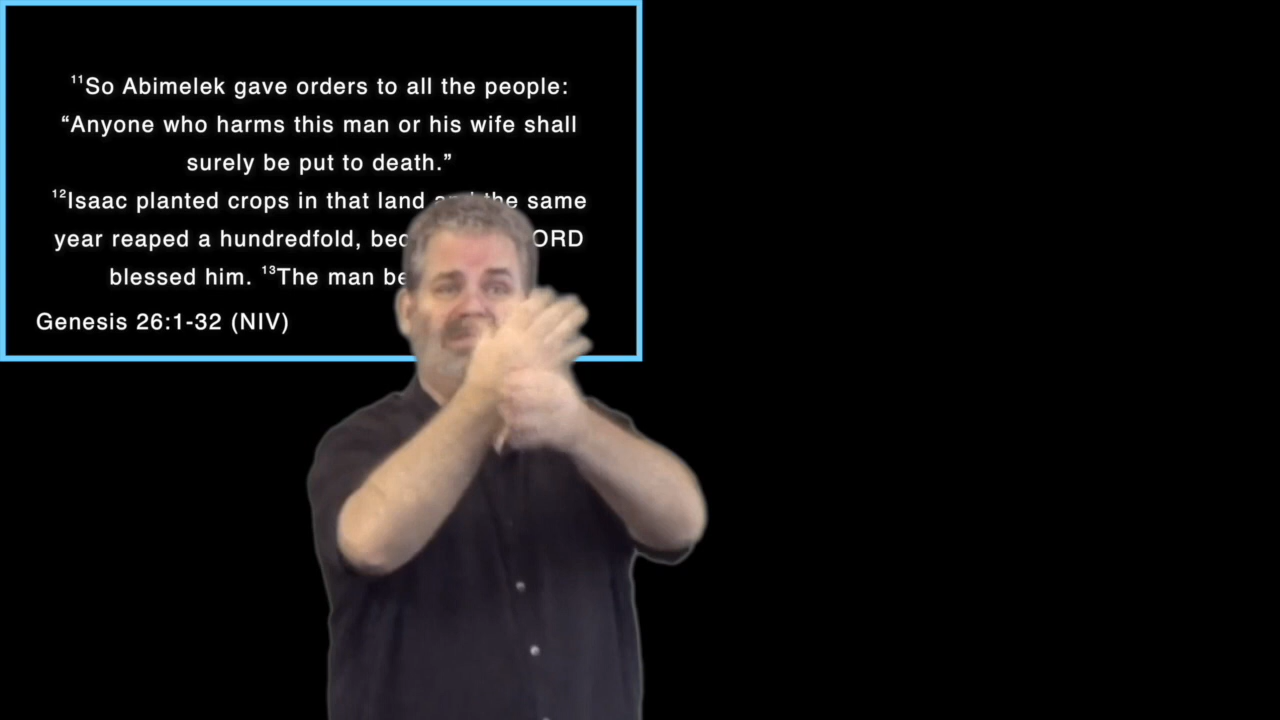 ¹¹So Abimelek gave orders to all the people:
“Anyone who harms this man or his wife shall
surely be put to death.”
¹²Isaac planted crops in that land the same
year reaped a hundredfold,
blessed him. ¹³The man
Genesis 26:1-32 (NIV)